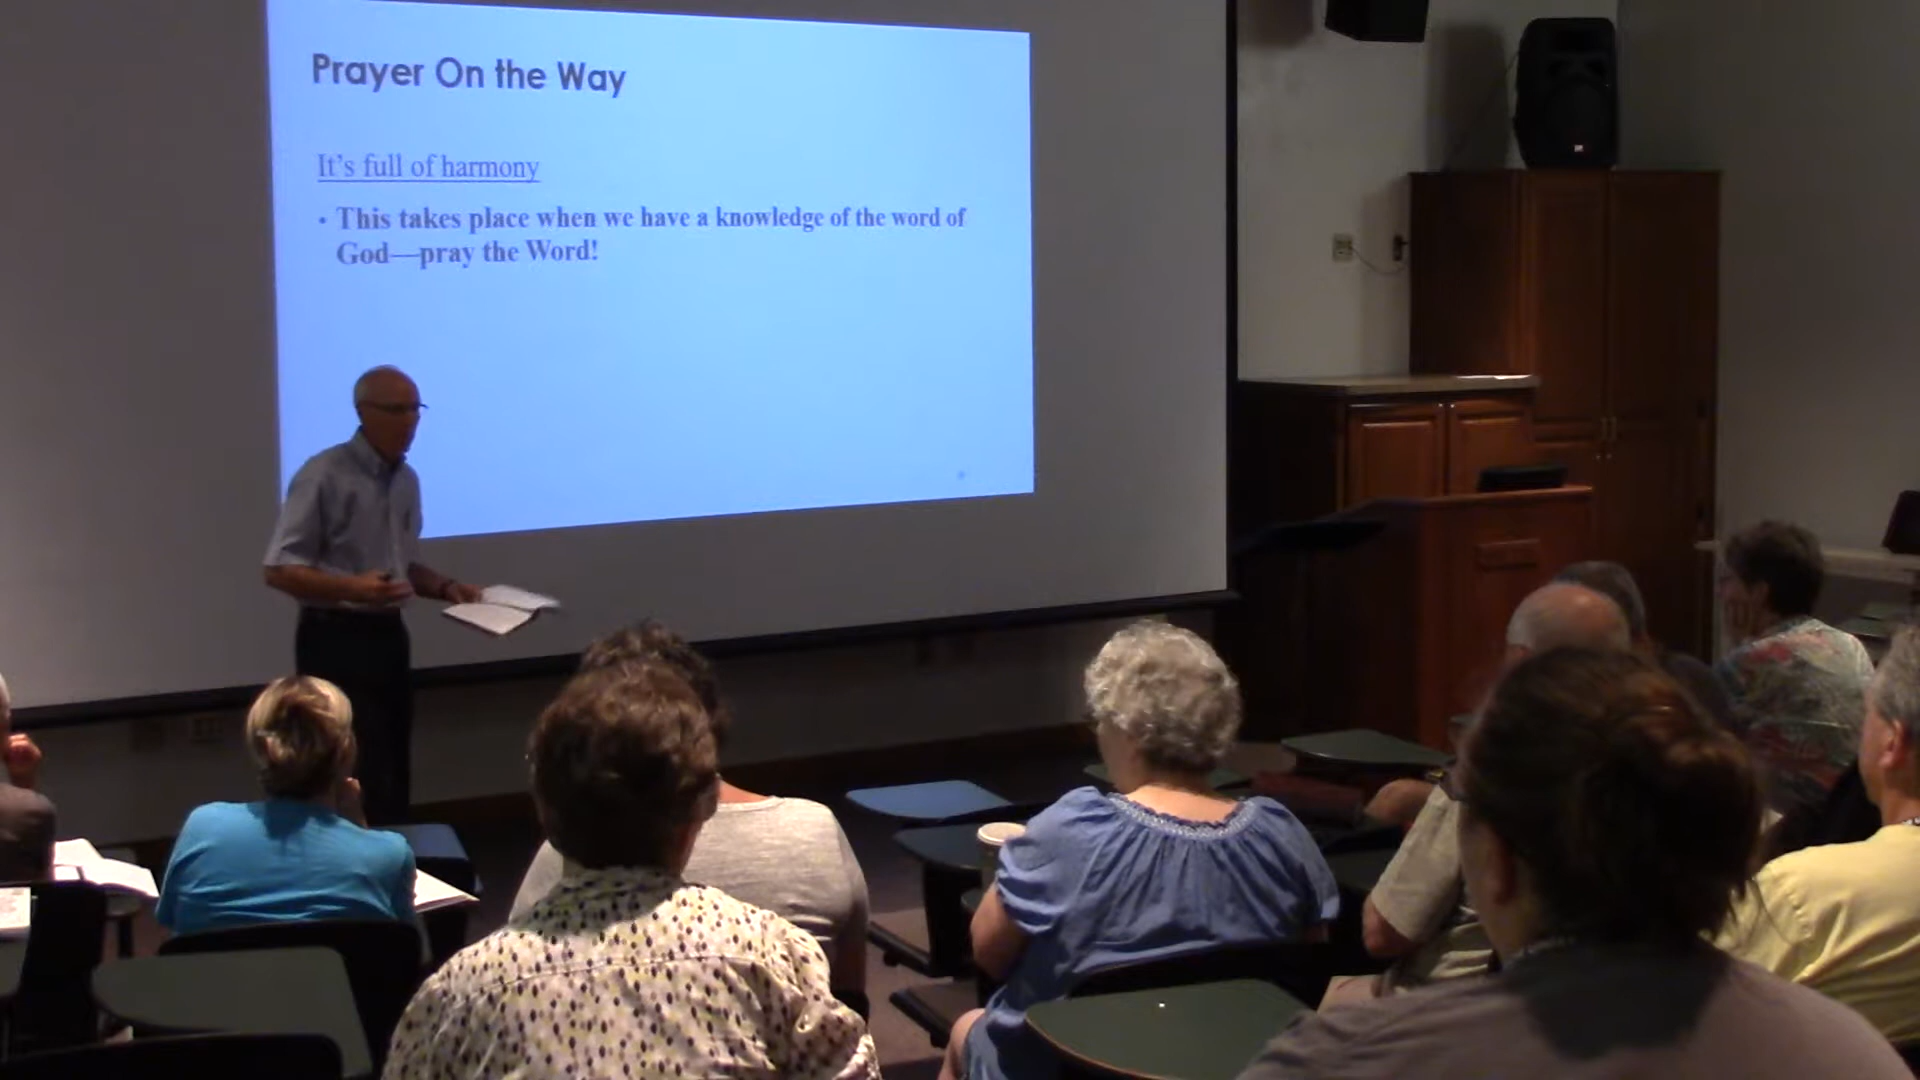 Prayer On the Way
It's full of harmony
• This takes place when we have a knowledge of the word of
God—pray the Word!